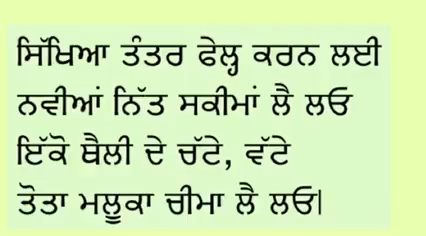 ਸਿੱਖਿਆ ਤੰਤਰ ਫੇਲ੍ਹ ਕਰਨ ਲਈ
ਨਵੀਆਂ ਨਿੱਤ ਸਕੀਮਾਂ ਲੈ ਲਓ
ਇੱਕੋ ਥੈਲੀ ਦੇ ਚੱਟੇ, ਵੱਟੇ
ਤੋਤਾ ਮਲੂਕਾ ਚੀਮਾ ਲੈ ਲਓ|